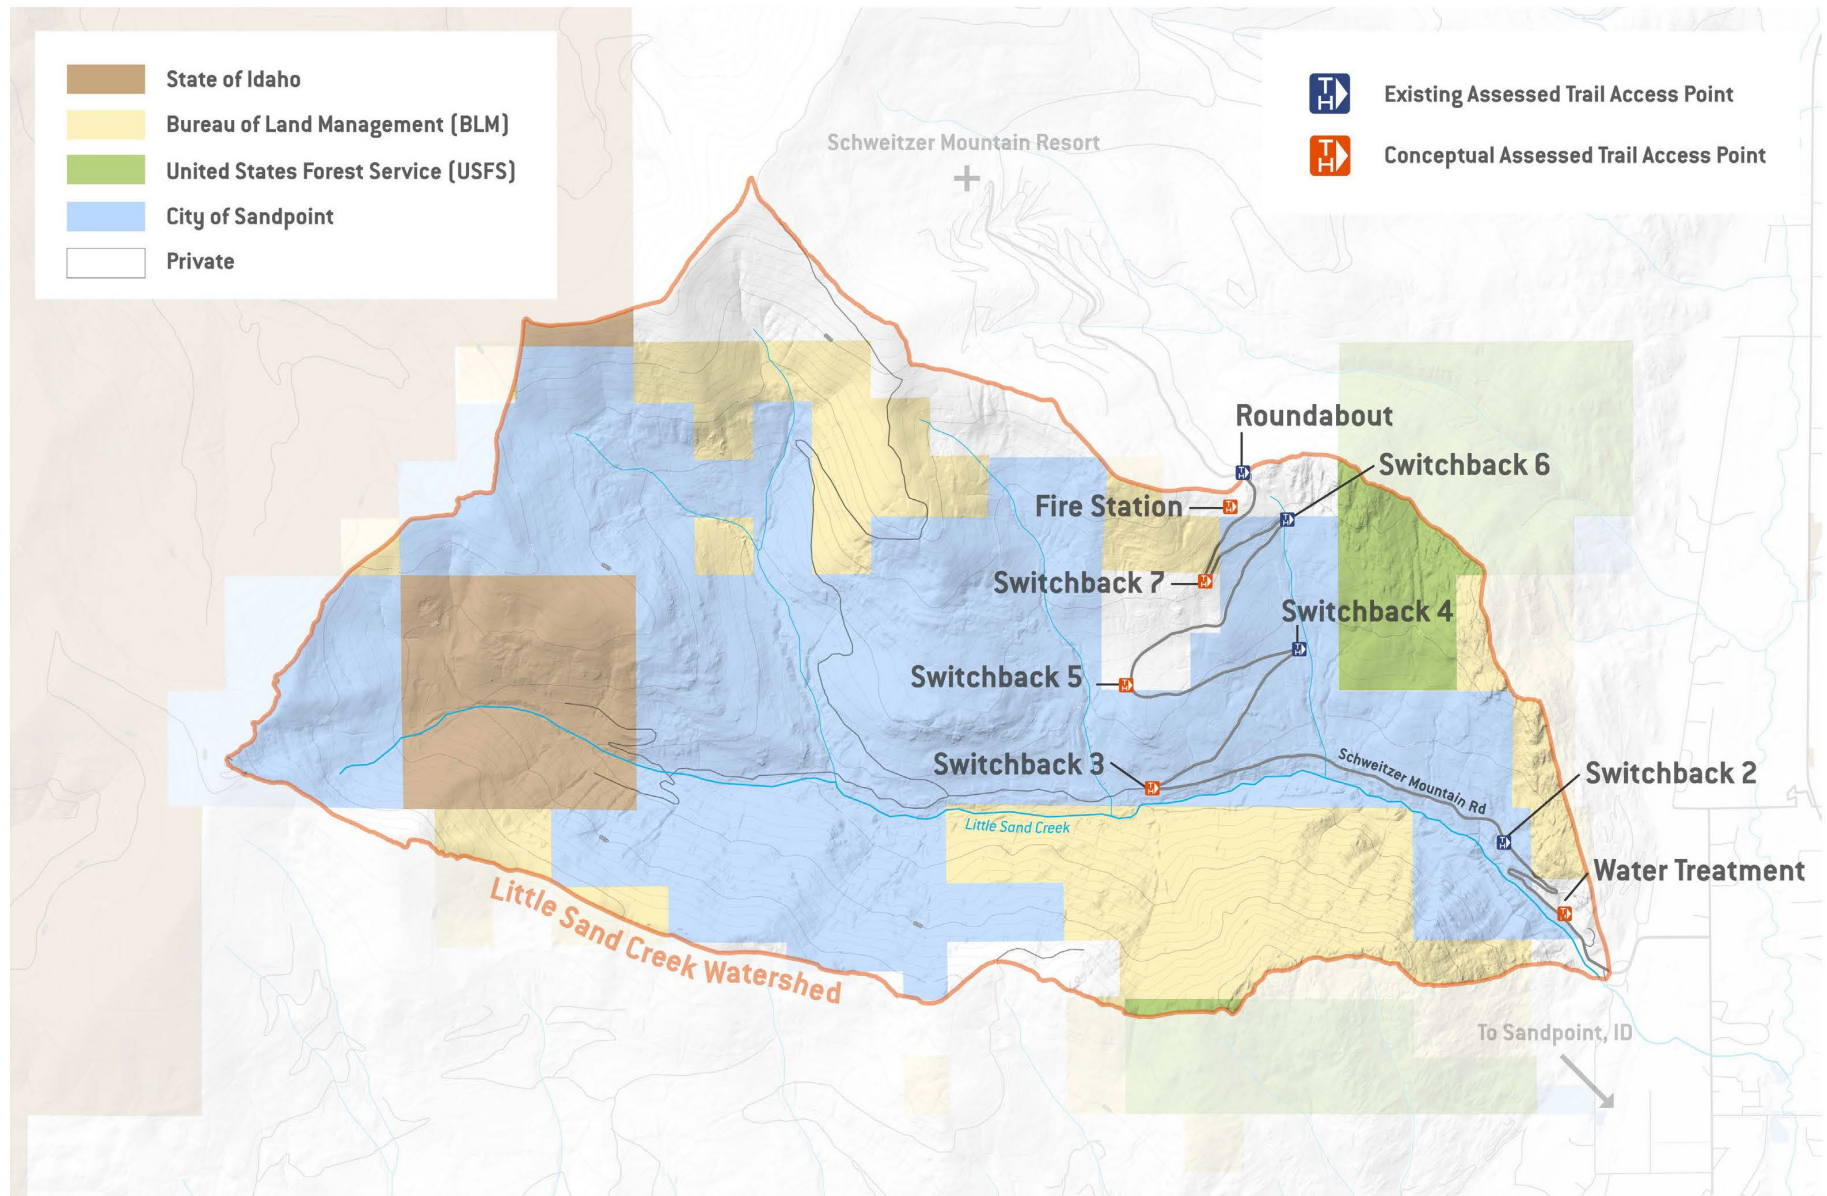 State of Idaho
Bureau of Land Management (BLM)
United States Forest Service (USFS)
City of Sandpoint
Private
TH
Existing Assessed Trail Access Point
TH
Conceptual Assessed Trail Access Point
Schweitzer Mountain Resort
Roundabout
Switchback 6
Fire Station
Switchback 7
Switchback 4
Switchback 5
Switchback 3
Schweitzer Mountain Rd
Switchback 2
Little Sand Creek
Water Treatment
Little Sand Creek Watershed
To Sandpoint, ID